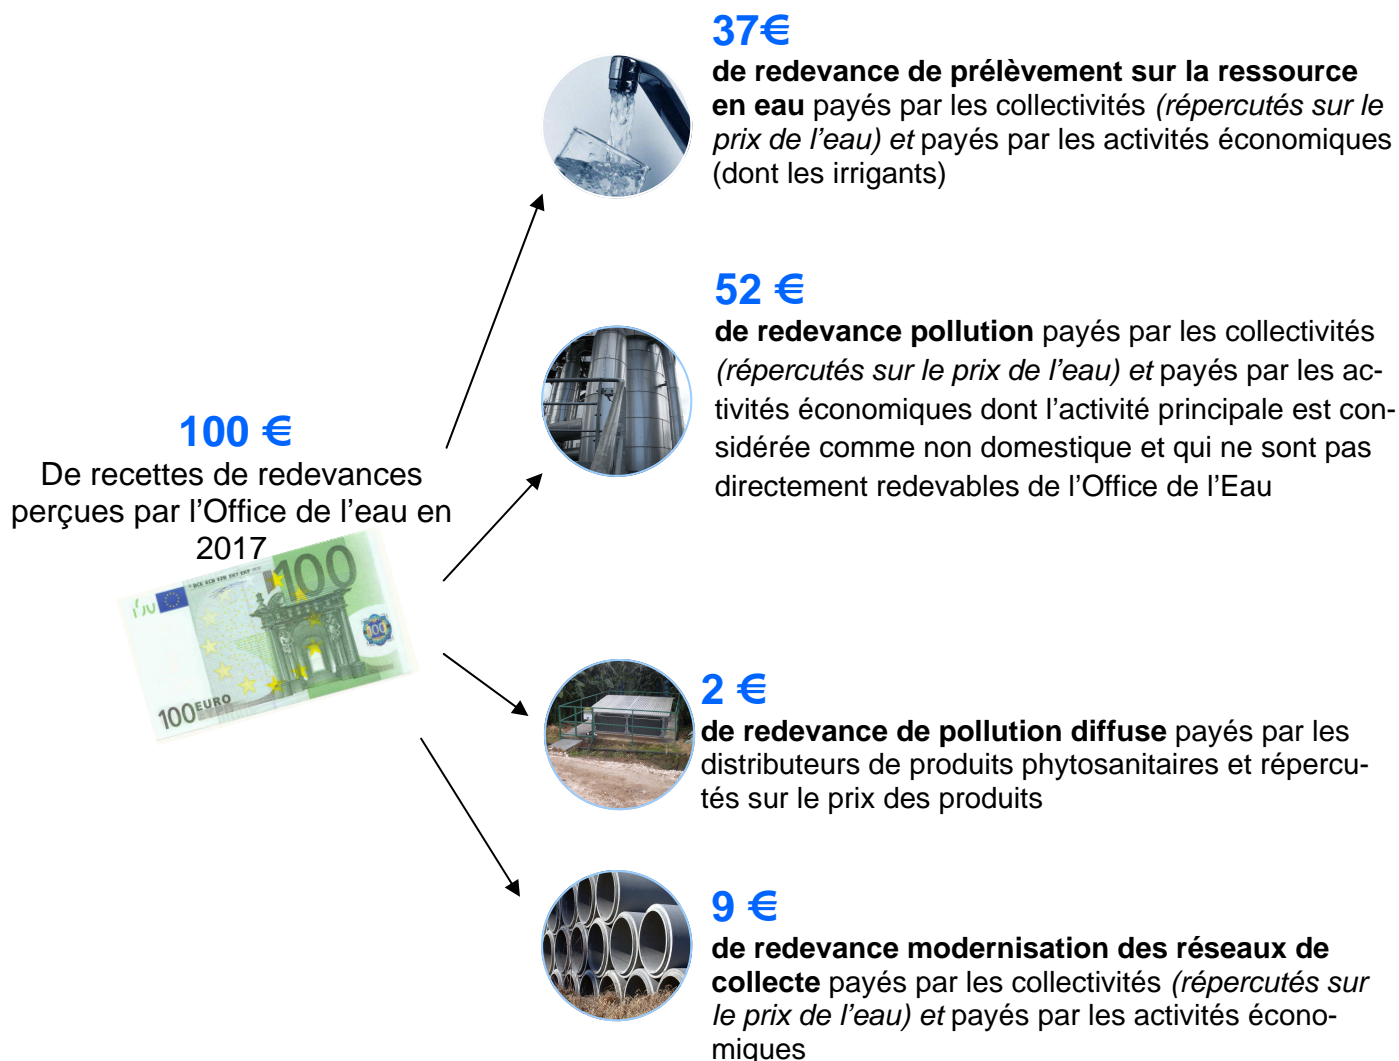 37€
de redevance de prélèvement sur la ressource
en eau payés par les collectivités (répercutés sur le
prix de l’eau) et payés par les activités économiques
(dont les irrigants)
52 €
de redevance pollution payés par les collectivités
(répercutés sur le prix de l’eau) et payés par les ac-
tivités économiques dont l’activité principale est con-
sidérée comme non domestique et qui ne sont pas
directement redevables de l’Office de l’Eau
100 €
De recettes de redevances
perçues par l’Office de l’eau en
2017
100
100
100 EURO
2 €
de redevance de pollution diffuse payés par les
distributeurs de produits phytosanitaires et répercu-
tés sur le prix des produits
9 €
de redevance modernisation des réseaux de
collecte payés par les collectivités (répercutés sur
le prix de l’eau) et payés par les activités écono-
miques